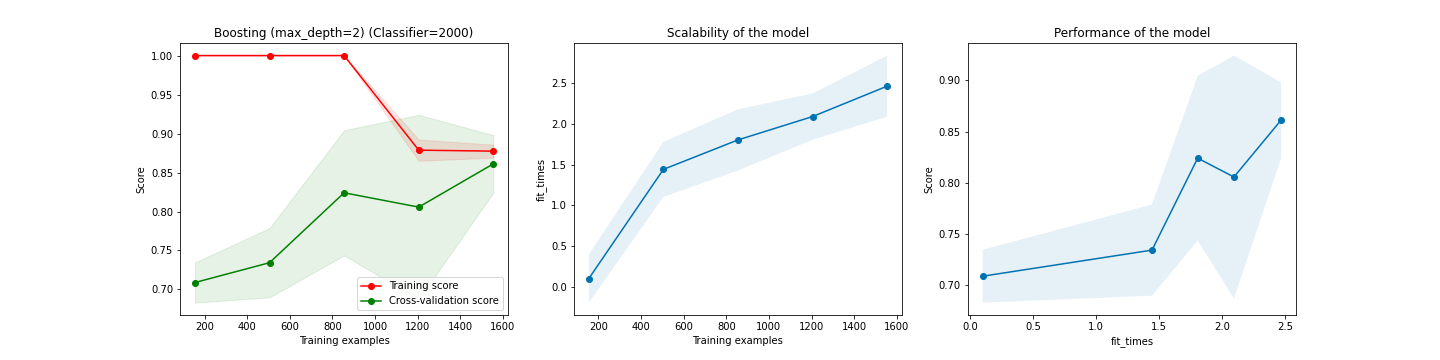 Boosting (max_depth=2) (Classifier=2000)
Score
1.00
0.95
0.90
0.85
0.80
0.75
0.70
Training score
Cross-validation score
200 400 600 800 1000 1200 1400 1600
Training examples
Scalability of the model
fit_times
2.5
2.0
1.5
1.0
0.5
0.0
200 400 600 800 1000 1200 1400 1600
Training examples
Performance of the model
Score
0.90
0.85
0.80
0.75
0.70
0.0 0.5 1.0 1.5 2.0 2.5
fit_times